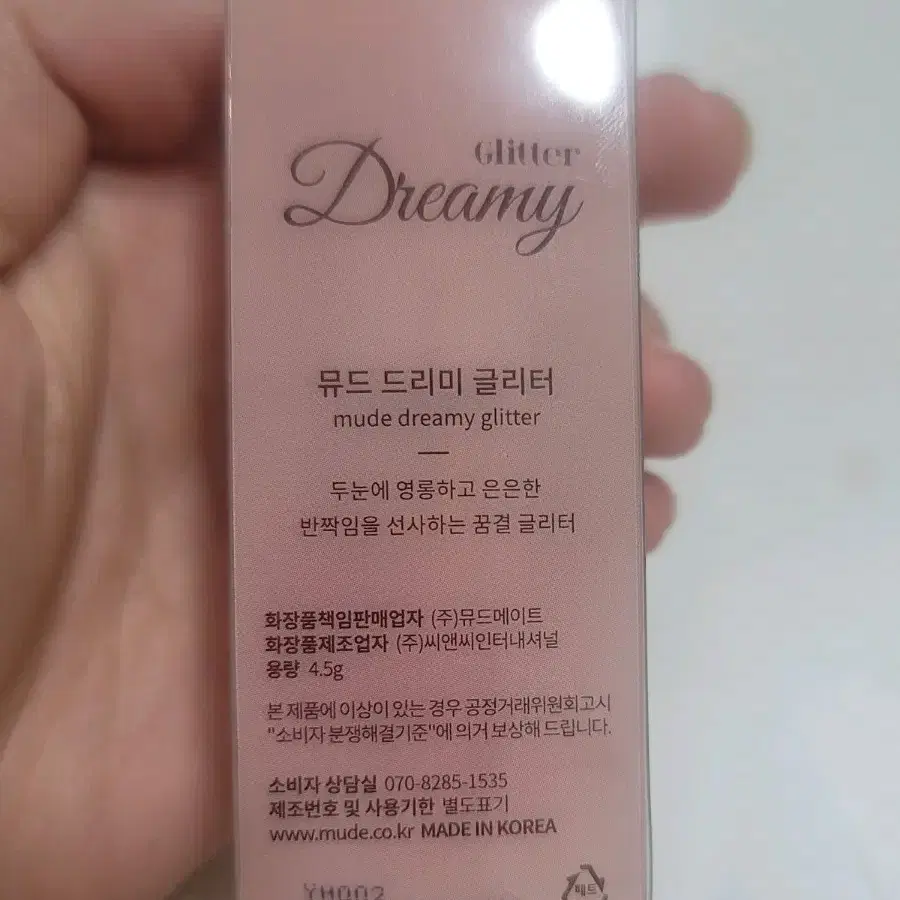 Glitter
Dreamy
뮤드 드리미 글리터
mude dreamy glitter
두눈에 영롱하고 은은한
반짝임을 선사하는 꿈결 글리터
화장품책임판매업자 (주)뮤드메이트
화장품제조업자 (주)씨앤씨인터내셔널
용량 4.5g
본 제품에 이상이 있는 경우 공정거래위원회고시
"소비자 분쟁해결기준"에 의거 보상해 드립니다.
소비자 상담실 070-8285-1535
제조번호 및 사용기한 별도표기
www.mude.co.kr MADE IN KOREA
YM002
페트